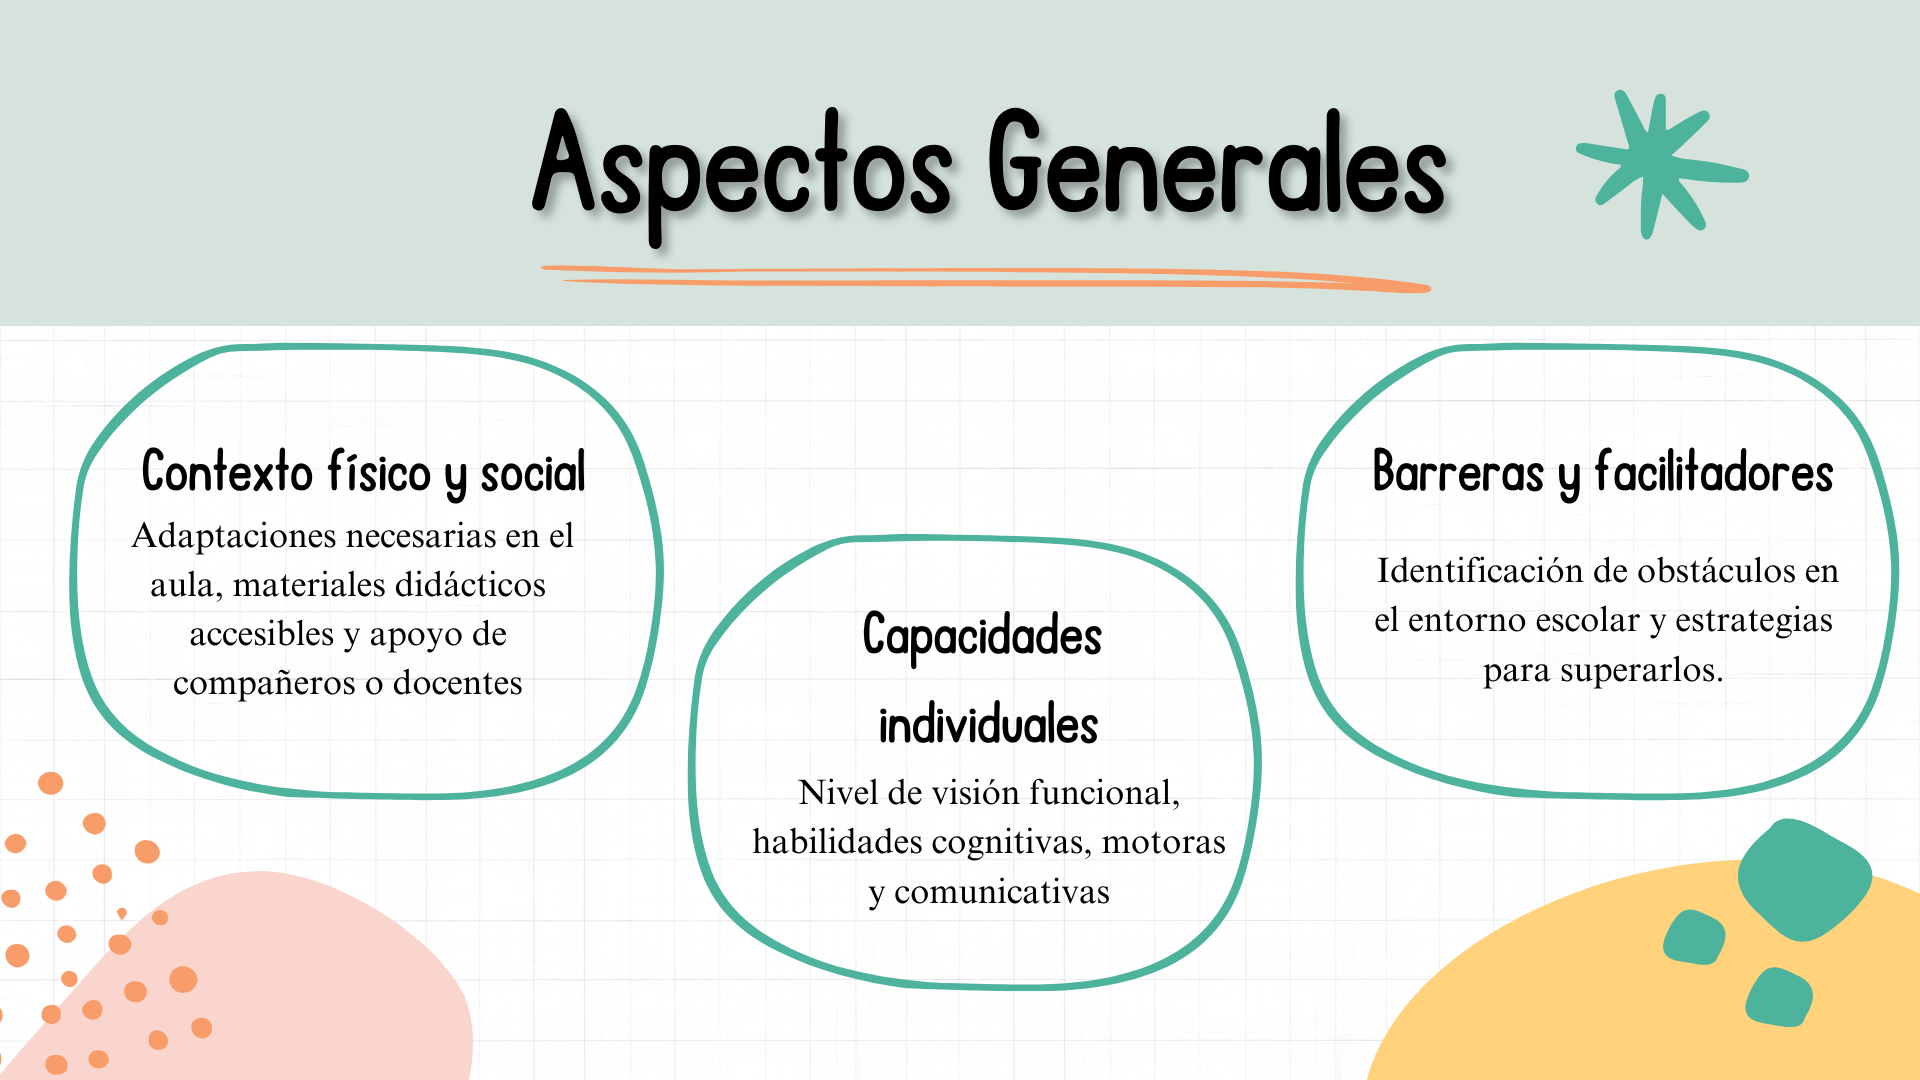 Aspectos Generales
Contexto físico y social
Adaptaciones necesarias en el
aula, materiales didácticos
accesibles y apoyo de
compañeros o docentes
Capacidades
individuales
Nivel de visión funcional,
habilidades cognitivas, motoras
y comunicativas
Barreras y facilitadores
Identificación de obstáculos en
el entorno escolar y estrategias
para superarlos.